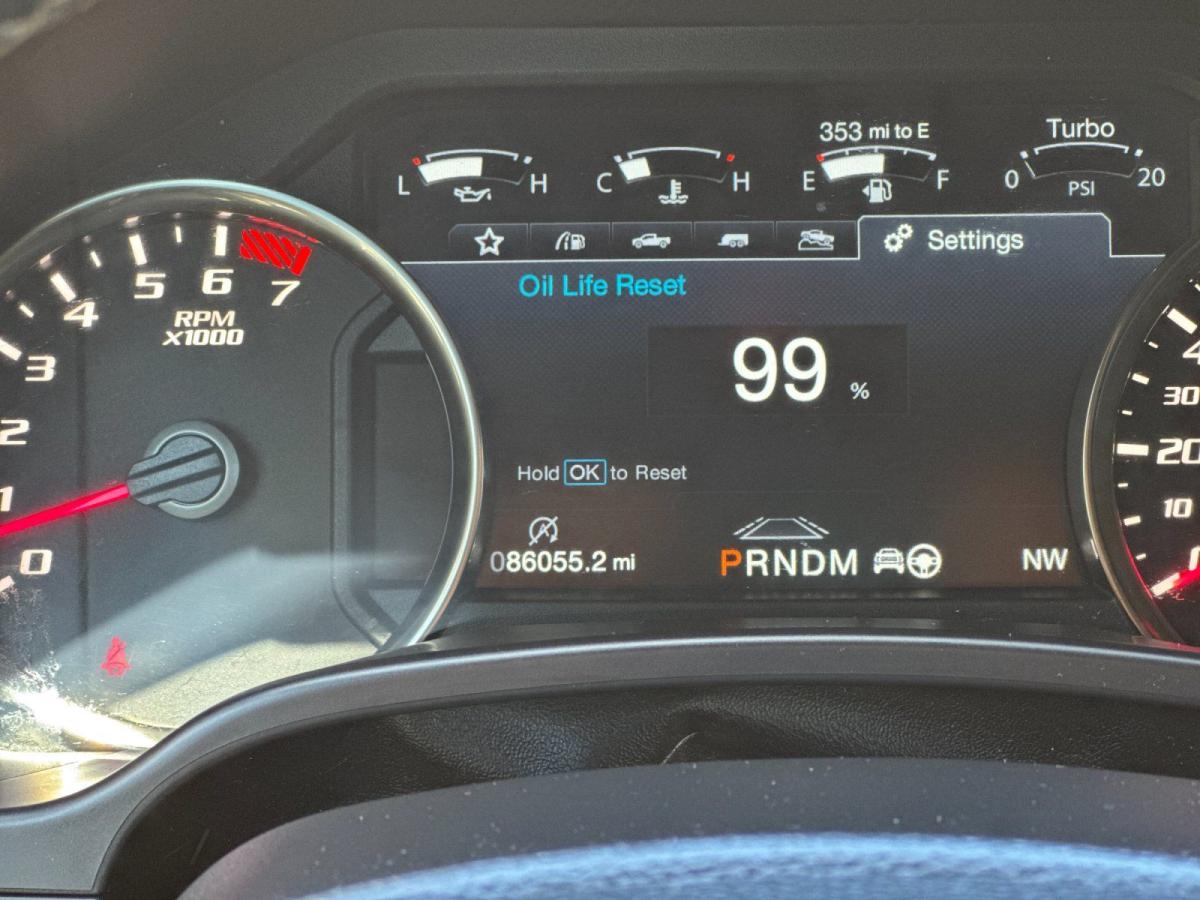 353 mi to E
Turbo
L H
C H
E F
0 20
PSI
Settings
Oil Life Reset
99 %
Hold OK to Reset
A
086055.2 mi
PRNDM
NW
0
1
2
3
4
5
6
7
RPM
x1000
30
20
10